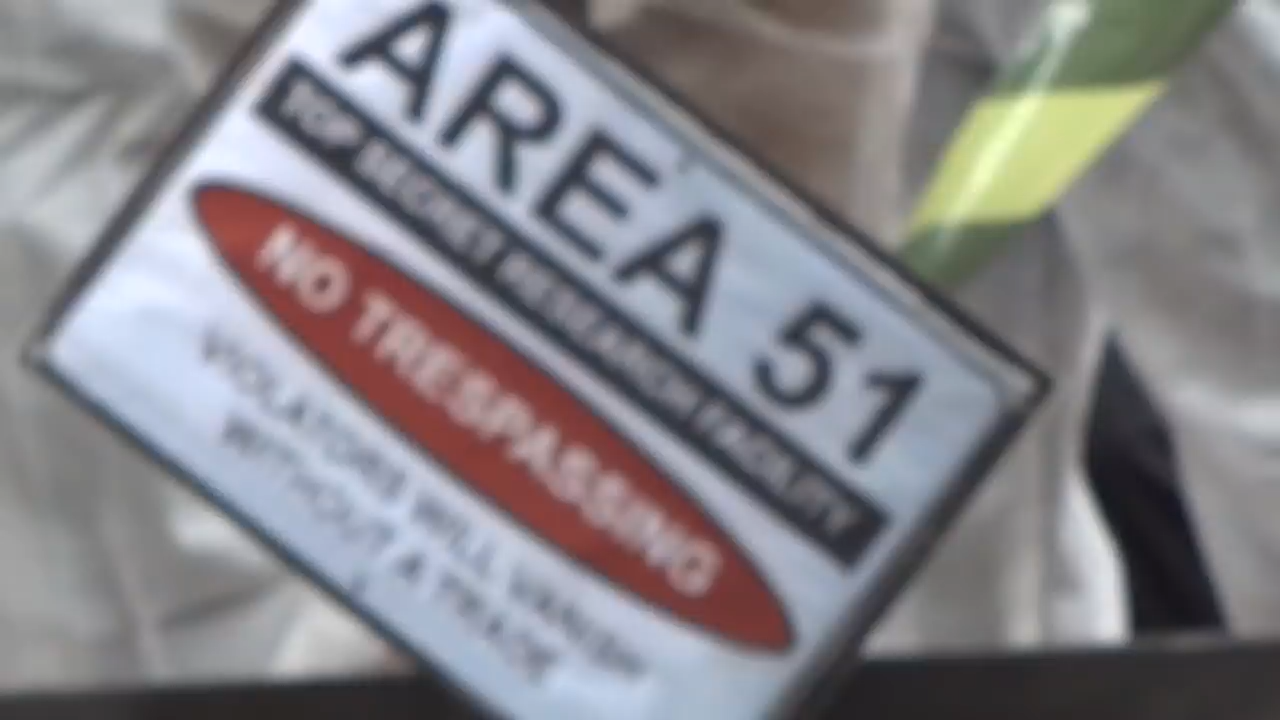 AREA 51
TOP SECRET RESEARCH FACILITY
NO TRESPASSING
VIOLATORS WILL VANISH
WITHOUT A TRACE